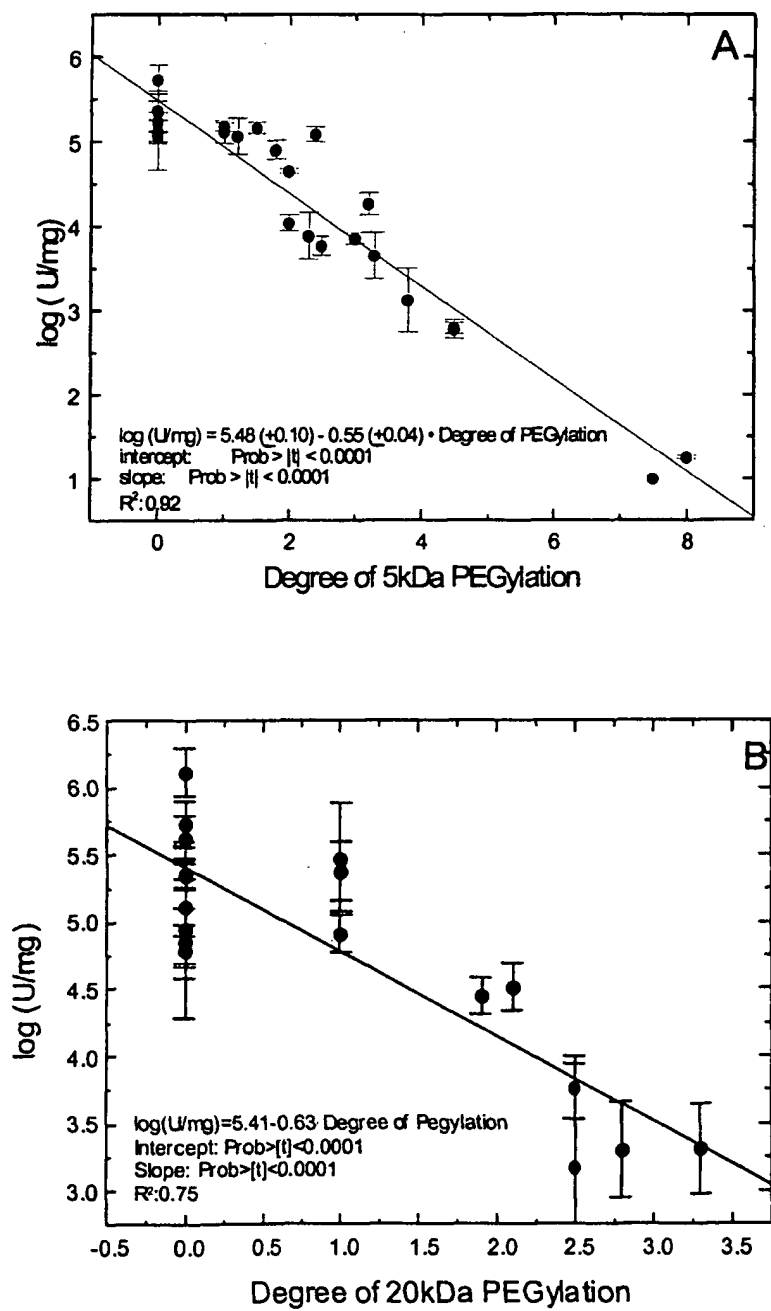 A
6
5
4
3
2
1
log ( U/mg)
log (U/mg) = 5.48 (±0.10) - 0.55 (±0.04) • Degree of PEGylation
intercept: Prob > |t| < 0.0001
slope: Prob > |t| < 0.0001
R²: 0.92
0 2 4 6 8
Degree of 5kDa PEGylation
B
6.5
6.0
5.5
5.0
4.5
4.0
3.5
3.0
log (U/mg)
log(U/mg)=5.41-0.63· Degree of Pegylation
Intercept: Prob>[t]<0.0001
Slope: Prob>[t]<0.0001
R²:0.75
-0.5 0.0 0.5 1.0 1.5 2.0 2.5 3.0 3.5
Degree of 20kDa PEGylation